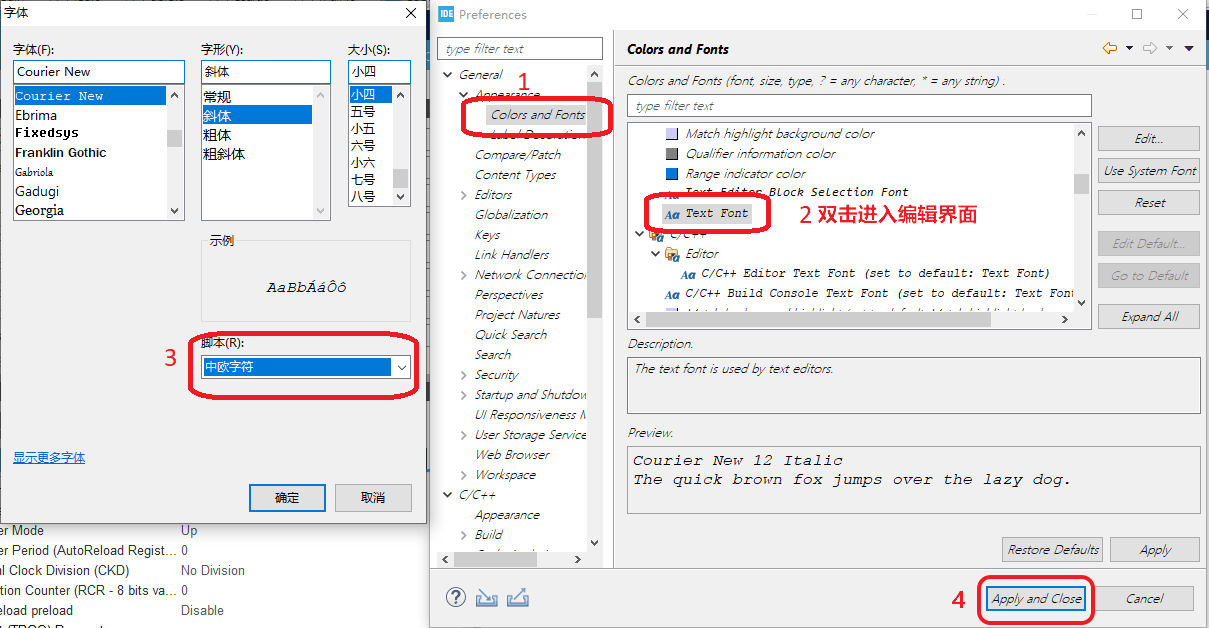 字体
字体(F):
Courier New
Courier New
Ebrima
Fixedsys
Franklin Gothic
Gabriola
Gadugi
Georgia
字形(Y):
斜体
常规
斜体
粗体
粗斜体
大小(S):
小四
小四
五号
小五
六号
小六
七号
八号
示例
AaBbÁáÔô
3
脚本(R):
中欧字符
显示更多字体
确定
取消
er Mode
Up
er Period (AutoReload Regist...
0
al Clock Division (CKD)
No Division
tion Counter (RCR - 8 bits va...
0
eload preload
Disable
IDE
Preferences
type filter text
1
General
Appearance
Colors and Fonts
Label Decoration
Compare/Patch
Content Types
Editors
Globalization
Keys
Link Handlers
Network Connection
Perspectives
Project Natures
Quick Search
Search
Security
Startup and Shutdow
UI Responsiveness M
User Storage Service
Web Browser
Workspace
C/C++
Appearance
Build
Colors and Fonts
Colors and Fonts (font, size, type, ? = any character, * = any string) .
type filter text
Match highlight background color
Qualifier information color
Range indicator color
Text Editor Block Selection Font
Aa Text Font
2 双击进入编辑界面
C/C++
Editor
Aa C/C++ Editor Text Font (set to default: Text Font)
Aa C/C++ Build Console Text Font (set to default: Text Font
Edit...
Use System Font
Reset
Edit Default...
Go to Default
Expand All
Description:
The text font is used by text editors.
Preview:
Courier New 12 Italic
The quick brown fox jumps over the lazy dog.
Restore Defaults
Apply
4
Apply and Close
Cancel